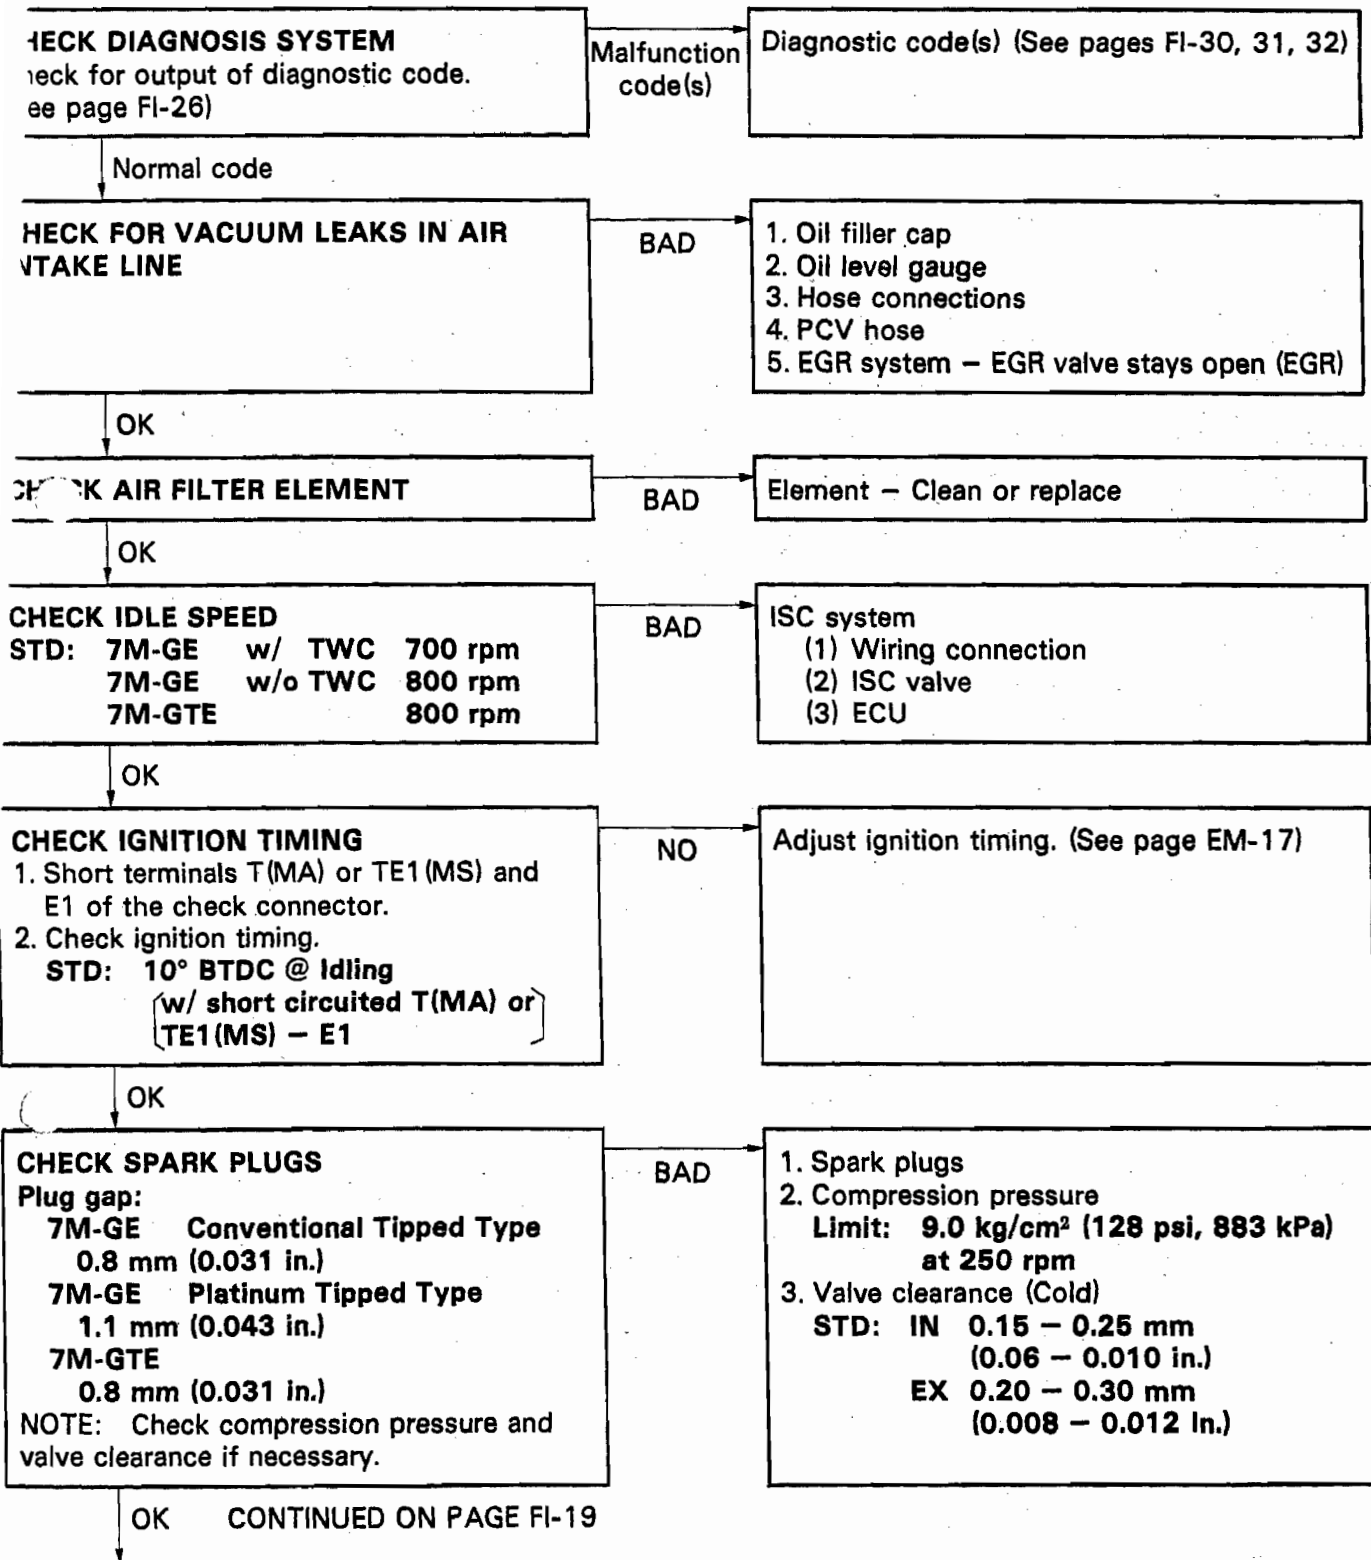 HECK DIAGNOSIS SYSTEM
heck for output of diagnostic code.
ee page FI-26)
Malfunction
code(s)
Diagnostic code(s) (See pages FI-30, 31, 32)
Normal code
HECK FOR VACUUM LEAKS IN AIR
NTAKE LINE
BAD
1. Oil filler cap
2. Oil level gauge
3. Hose connections
4. PCV hose
5. EGR system – EGR valve stays open (EGR)
OK
CHECK AIR FILTER ELEMENT
BAD
Element – Clean or replace
OK
CHECK IDLE SPEED
STD: 7M-GE w/ TWC 700 rpm
7M-GE w/o TWC 800 rpm
7M-GTE 800 rpm
BAD
ISC system
(1) Wiring connection
(2) ISC valve
(3) ECU
OK
CHECK IGNITION TIMING
1. Short terminals T(MA) or TE1(MS) and
E1 of the check connector.
2. Check ignition timing.
STD: 10° BTDC @ Idling
[w/ short circuited T(MA) or
TE1(MS) – E1]
NO
Adjust ignition timing. (See page EM-17)
OK
CHECK SPARK PLUGS
Plug gap:
7M-GE Conventional Tipped Type
0.8 mm (0.031 in.)
7M-GE Platinum Tipped Type
1.1 mm (0.043 in.)
7M-GTE
0.8 mm (0.031 in.)
NOTE: Check compression pressure and
valve clearance if necessary.
BAD
1. Spark plugs
2. Compression pressure
Limit: 9.0 kg/cm² (128 psi, 883 kPa)
at 250 rpm
3. Valve clearance (Cold)
STD: IN 0.15 – 0.25 mm
(0.06 – 0.010 in.)
EX 0.20 – 0.30 mm
(0.008 – 0.012 In.)
OK CONTINUED ON PAGE FI-19